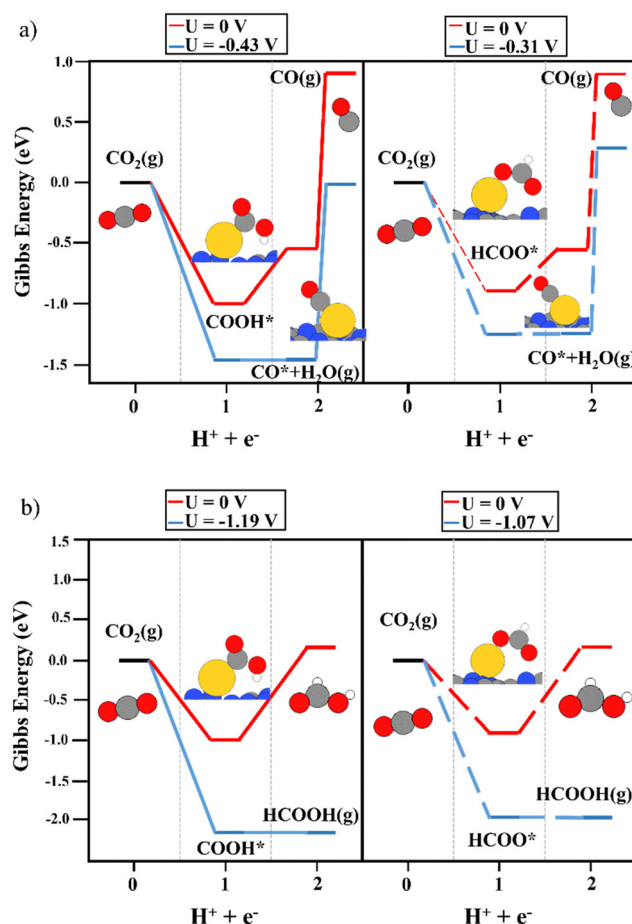 a)
U = 0 V
U = -0.43 V
U = 0 V
U = -0.31 V
Gibbs Energy (eV)
1.0
0.5
0.0
-0.5
-1.0
-1.5
CO₂(g)
COOH*
CO(g)
CO*+H₂O(g)
0
1
2
H⁺ + e⁻
CO₂(g)
HCOO*
CO(g)
CO*+H₂O(g)
0
1
2
H⁺ + e⁻
b)
U = 0 V
U = -1.19 V
U = 0 V
U = -1.07 V
Gibbs Energy (eV)
1.5
1.0
0.5
0.0
-0.5
-1.0
-1.5
-2.0
CO₂(g)
HCOOH(g)
COOH*
0
1
2
H⁺ + e⁻
CO₂(g)
HCOOH(g)
HCOO*
0
1
2
H⁺ + e⁻